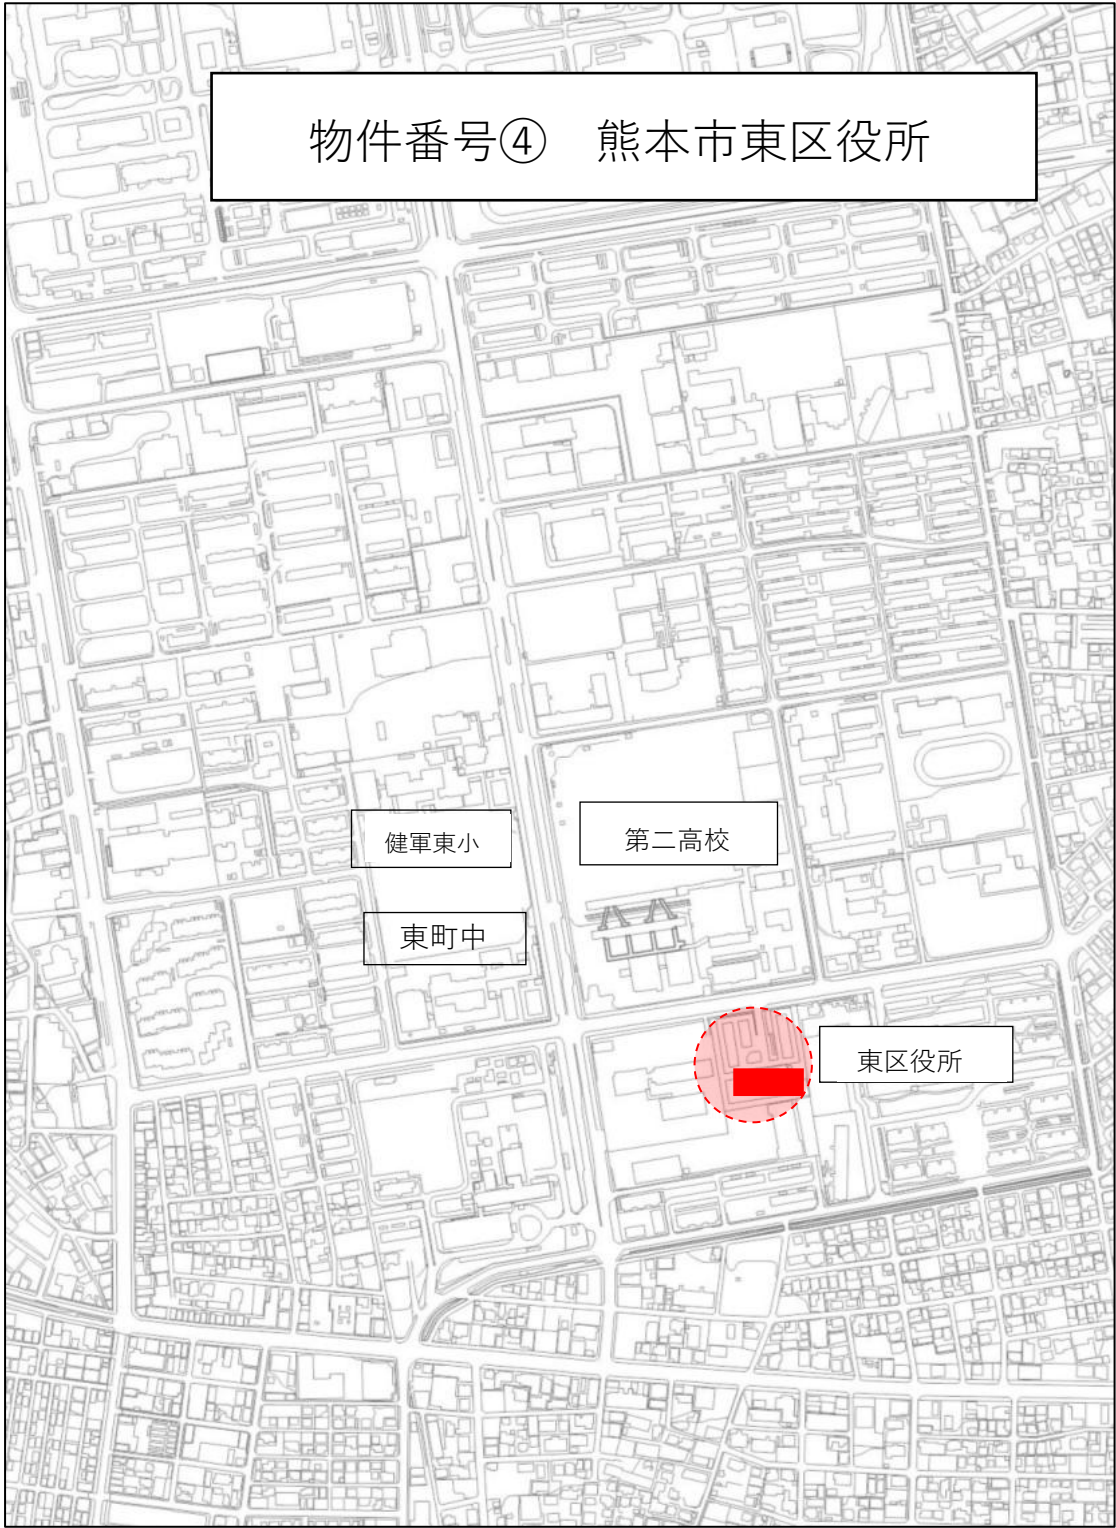 物件番号④　熊本市東区役所
健軍東小
第二高校
東町中
東区役所